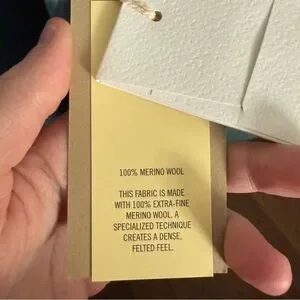 100% MERINO WOOL
THIS FABRIC IS MADE
WITH 100% EXTRA-FINE
MERINO WOOL. A
SPECIALIZED TECHNIQUE
CREATES A DENSE,
FELTED FEEL.